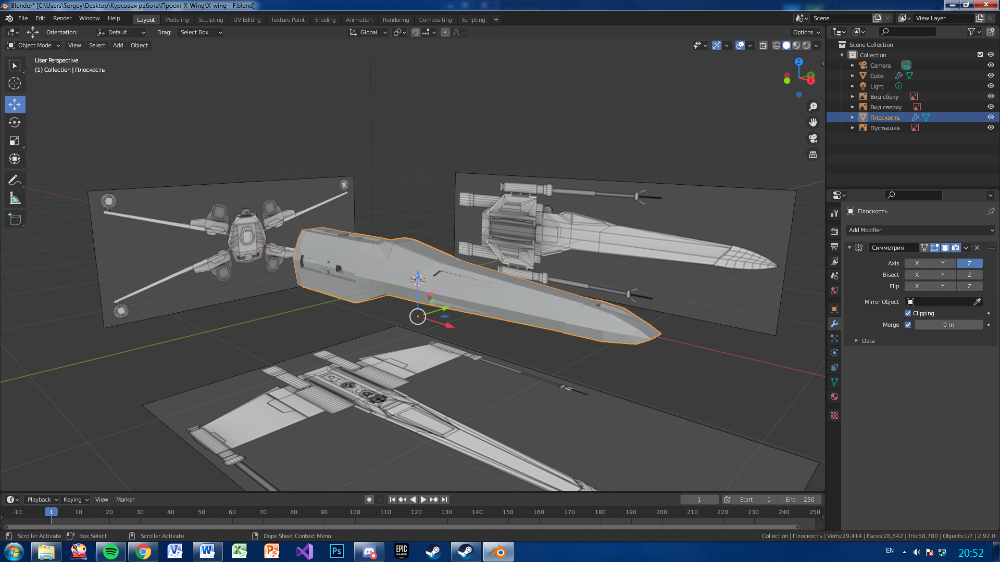 Blender* [C:\Users\Sergey\Desktop\Курсовая работа\Проект X-Wing\X-wing - F.blend]
File Edit Render Window Help Layout Modeling Sculpting UV Editing Texture Paint Shading Animation Rendering Compositing Scripting + Scene View Layer
Orientation: Default Drag: Select Box Global Options
Object Mode View Select Add Object
User Perspective
(1) Collection | Плоскость
Z
Y
X
Scene Collection
Collection
Camera
Cube
Light
Вид сбоку
Вид сверху
Плоскость
Пустышка
Плоскость
Add Modifier
Симметрия
Axis X Y Z
Bisect X Y Z
Flip X Y Z
Mirror Object
Clipping
Merge 0 m
Data
Playback Keying View Marker 1 Start 1 End 250
-10 1 10 20 30 40 50 60 70 80 90 100 110 120 130 140 150 160 170 180 190 200 210 220 230 240 250
Scroller Activate Box Select Scroller Activate Dope Sheet Context Menu Collection | Плоскость | Verts:29,414 | Faces:28,842 | Tris:58,780 | Objects:1/7 | 2.92.0
Ps EPIC GAMES EN 20:52